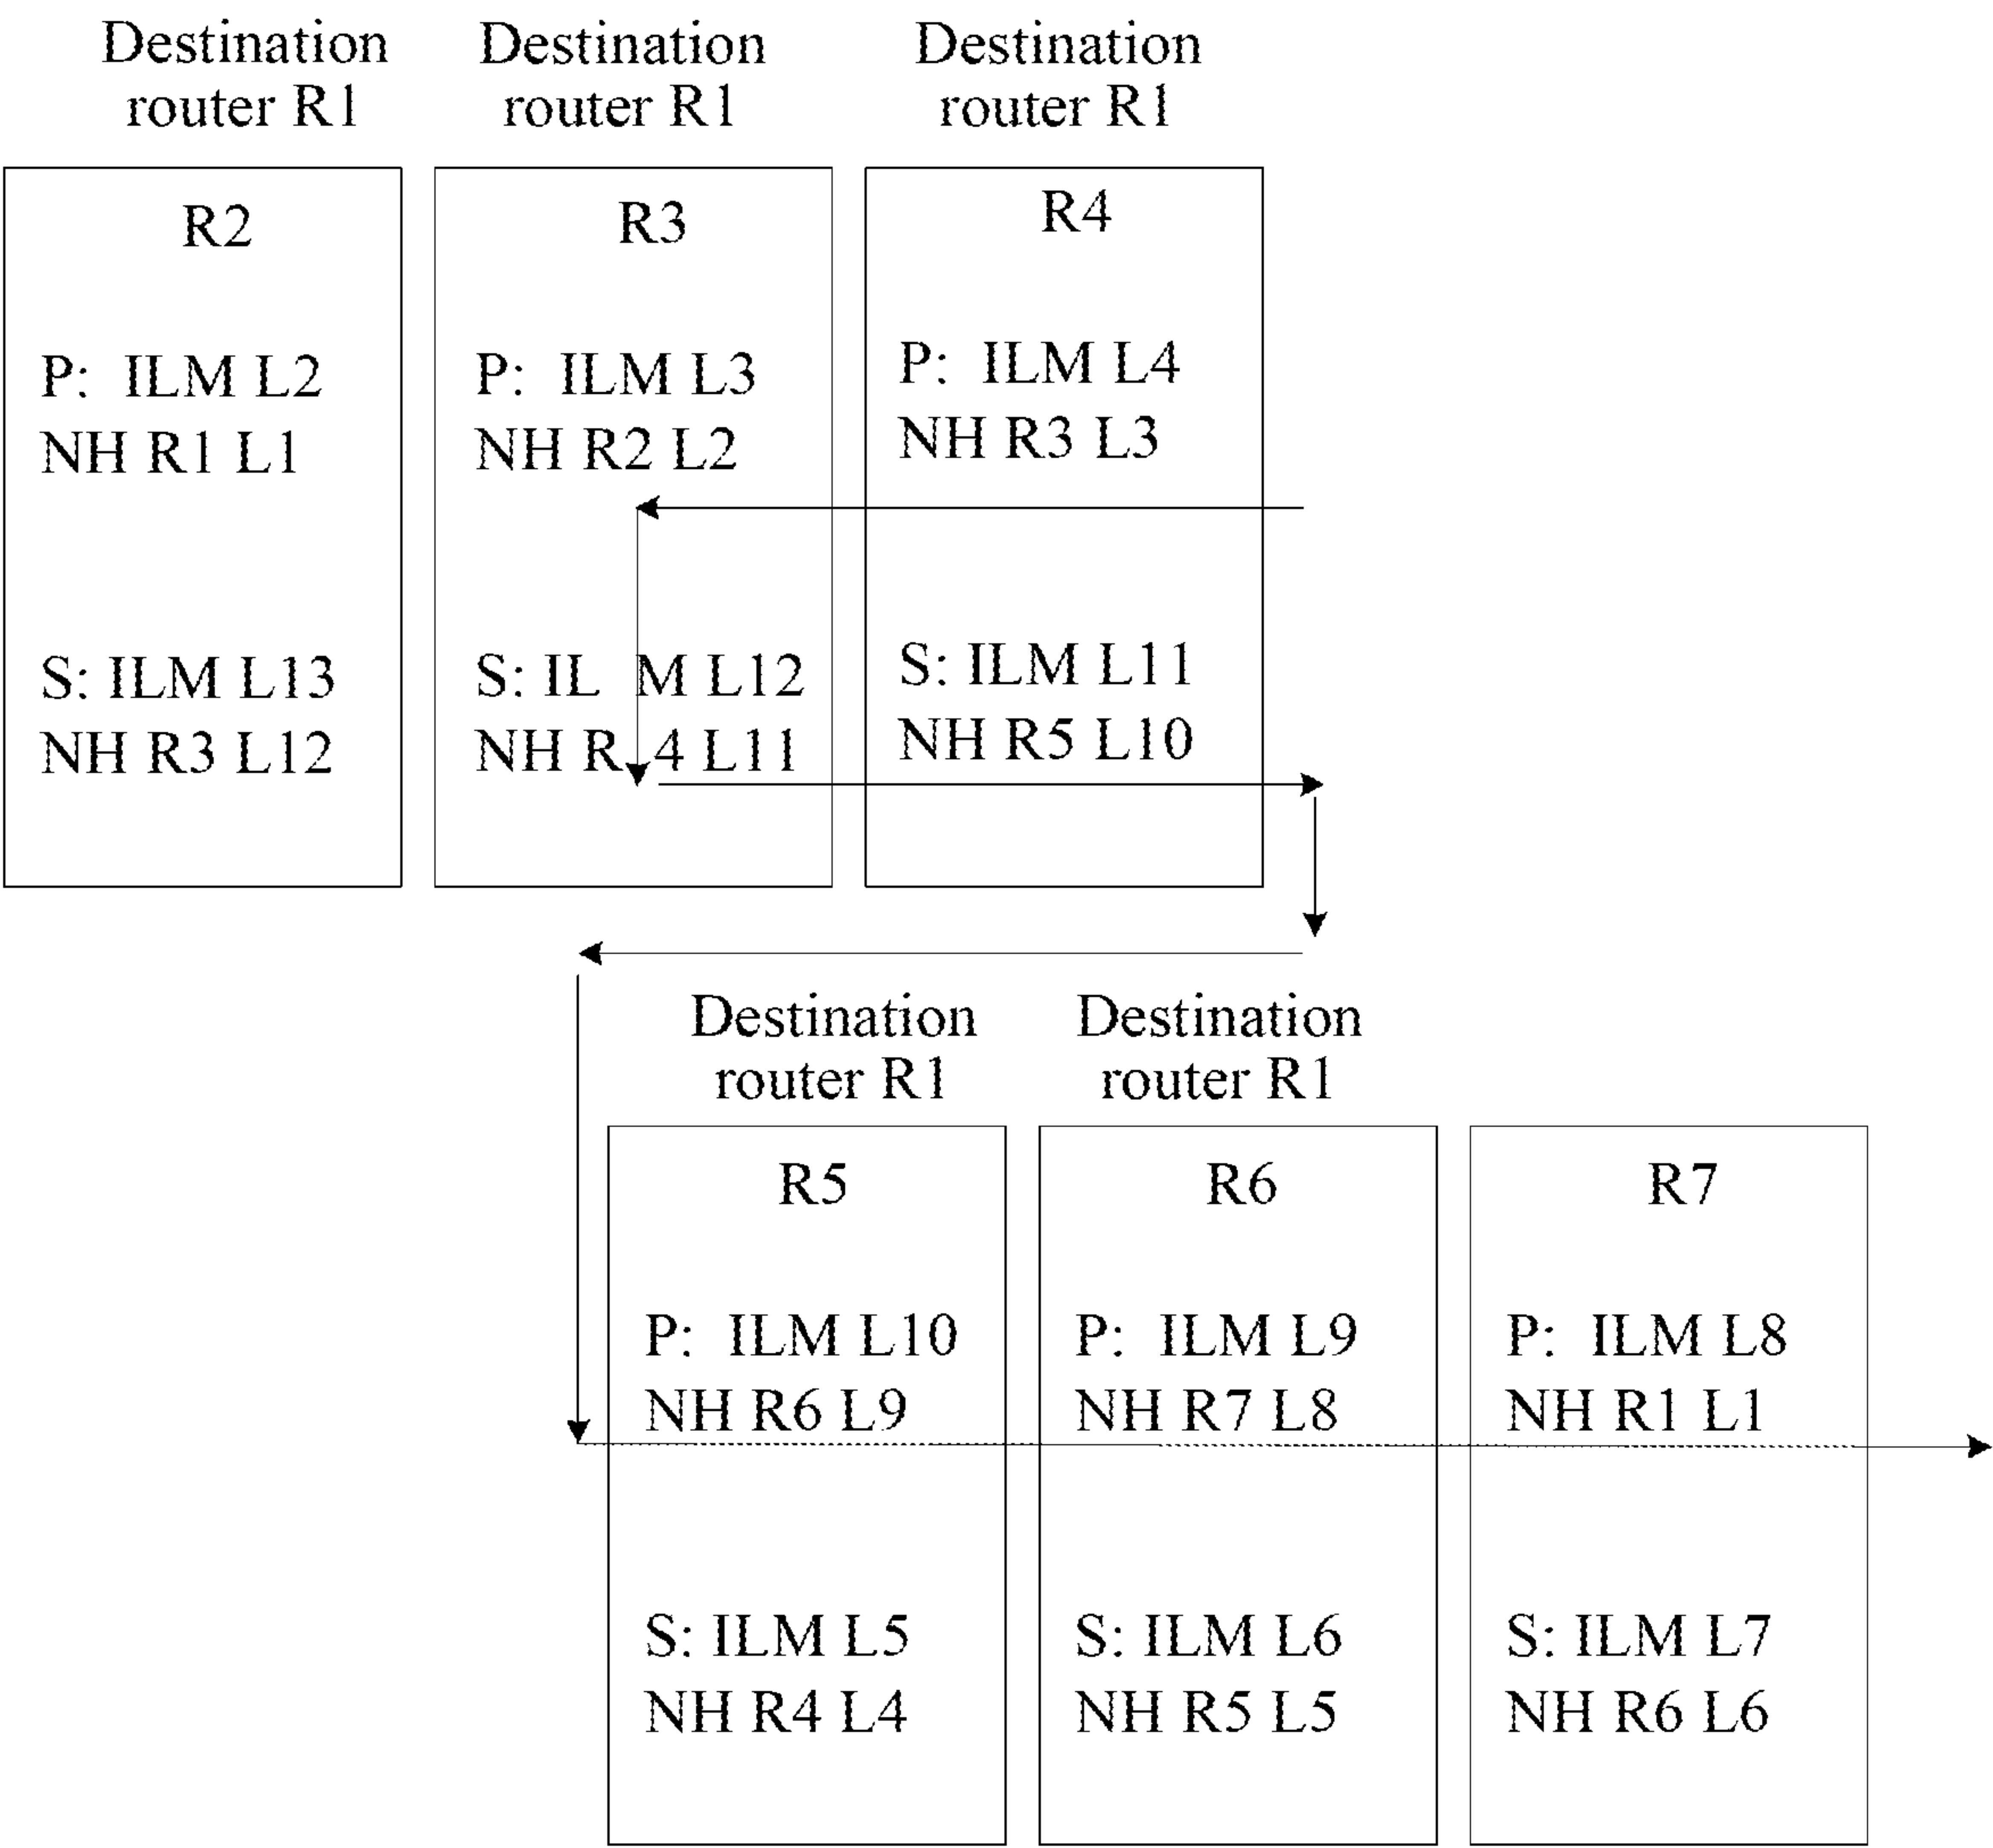 Destination
router R1
Destination
router R1
Destination
router R1
R2
P: ILM L2
NH R1 L1
S: ILM L13
NH R3 L12
R3
P: ILM L3
NH R2 L2
S: IL M L12
NH R 4 L11
R4
P: ILM L4
NH R3 L3
S: ILM L11
NH R5 L10
Destination
router R1
Destination
router R1
R5
P: ILM L10
NH R6 L9
S: ILM L5
NH R4 L4
R6
P: ILM L9
NH R7 L8
S: ILM L6
NH R5 L5
R7
P: ILM L8
NH R1 L1
S: ILM L7
NH R6 L6